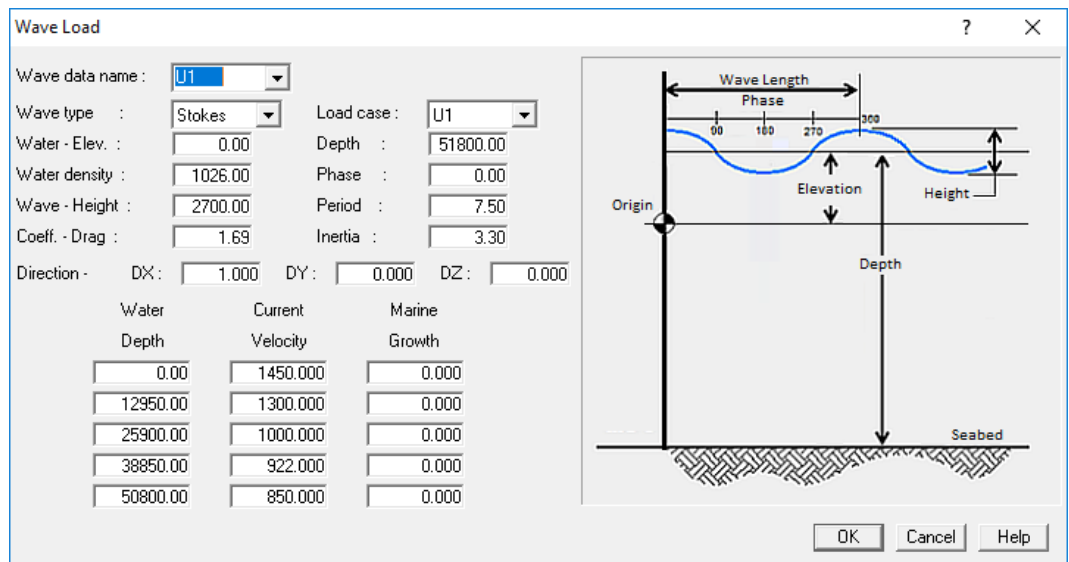 Wave Load ? ×
Wave data name : U1
Wave type : Stokes Load case : U1
Water - Elev. : 0.00 Depth : 51800.00
Water density : 1026.00 Phase : 0.00
Wave - Height : 2700.00 Period : 7.50
Coeff. - Drag : 1.69 Inertia : 3.30
Direction - DX : 1.000 DY : 0.000 DZ : 0.000
Water Current Marine
Depth Velocity Growth
0.00 1450.000 0.000
12950.00 1300.000 0.000
25900.00 1000.000 0.000
38850.00 922.000 0.000
50800.00 850.000 0.000
Wave Length
Phase
90 180 270 360
Elevation
Height
Origin
Depth
Seabed
OK Cancel Help